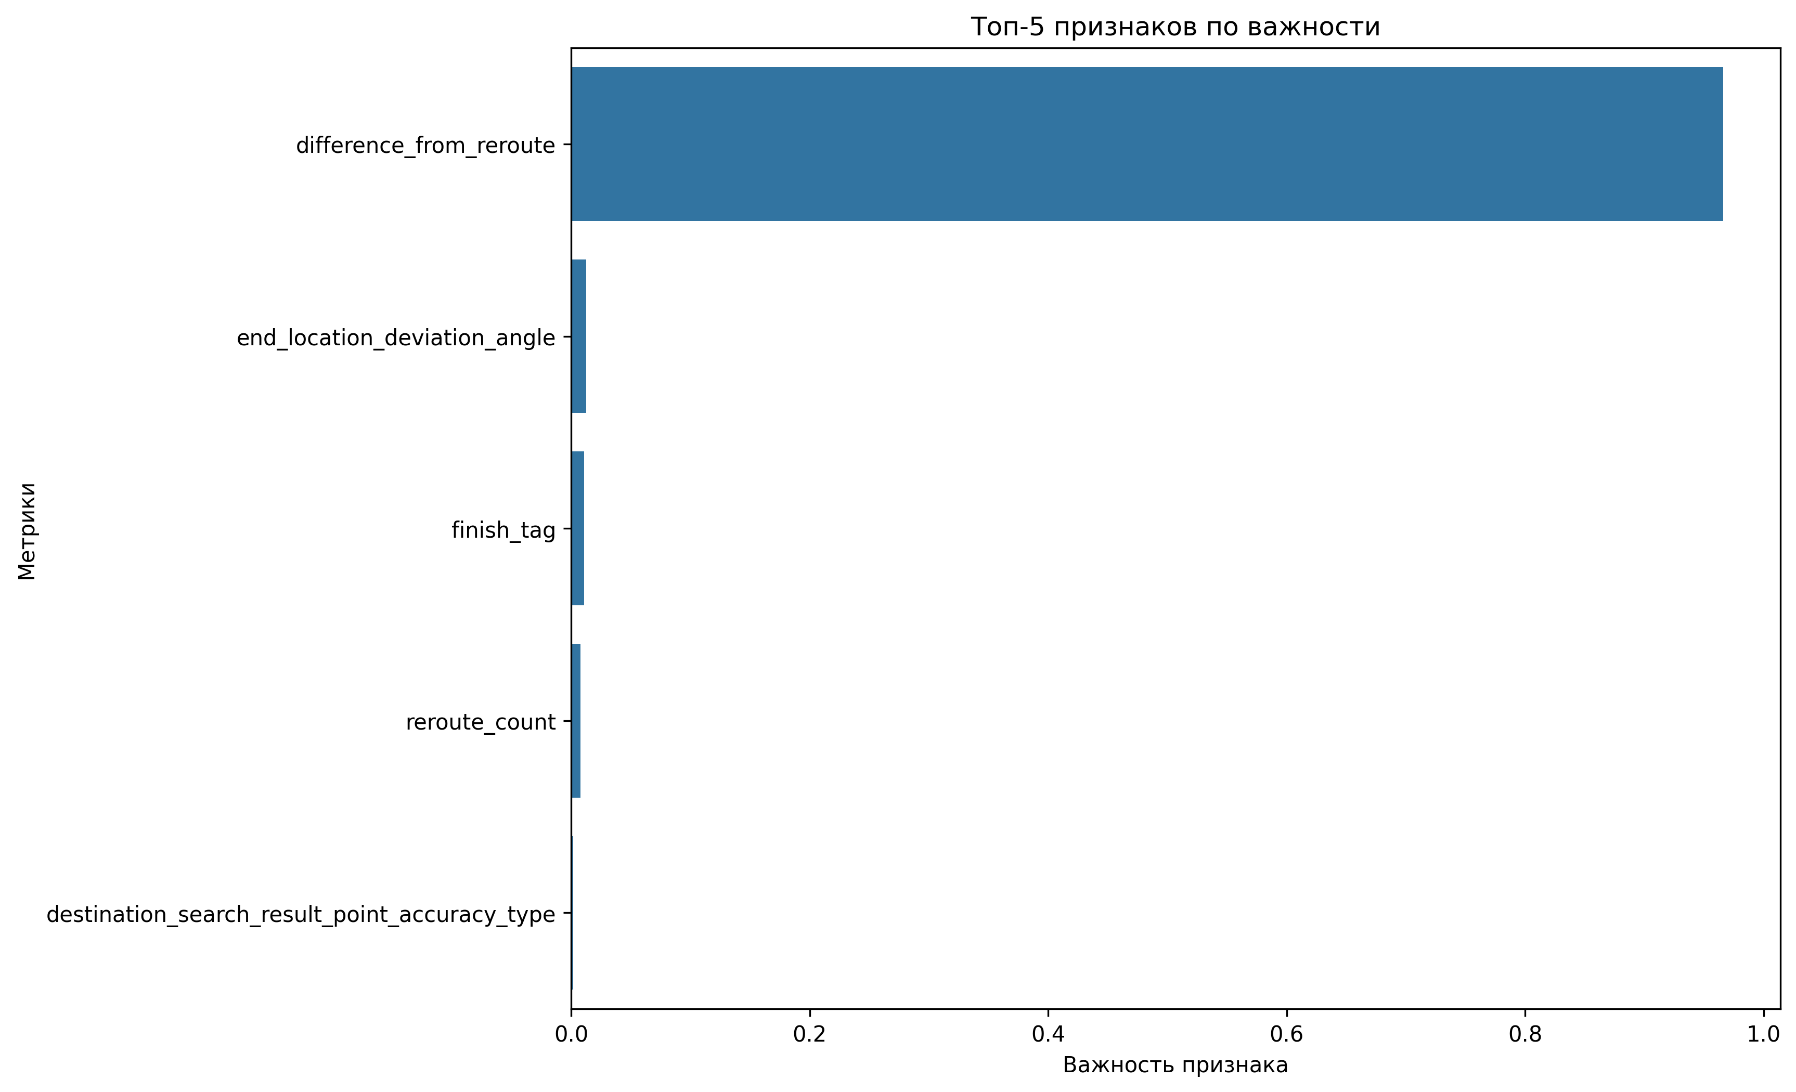 Топ-5 признаков по важности
difference_from_reroute
end_location_deviation_angle
finish_tag
reroute_count
destination_search_result_point_accuracy_type
Метрики
0.0 0.2 0.4 0.6 0.8 1.0
Важность признака